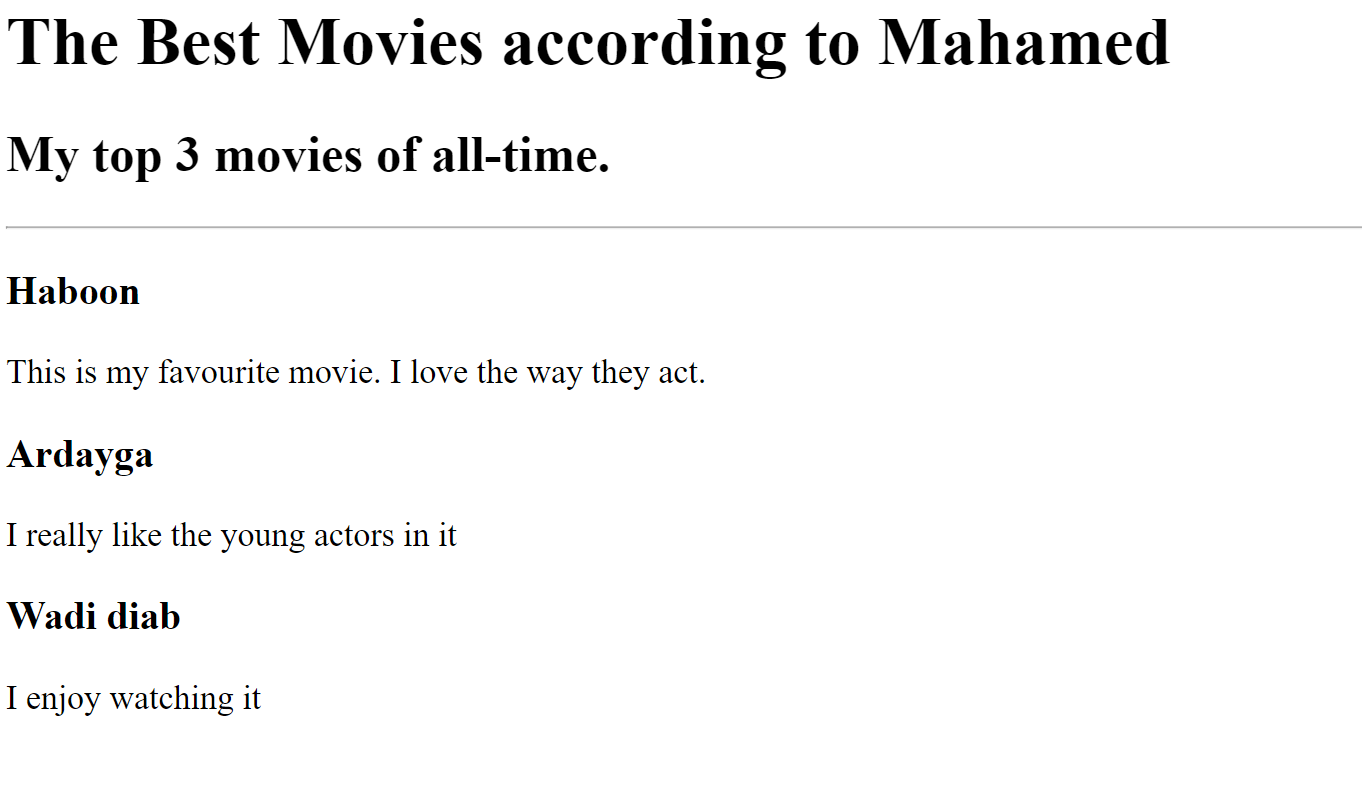 The Best Movies according to Mahamed
My top 3 movies of all-time.
Haboon
This is my favourite movie. I love the way they act.
Ardayga
I really like the young actors in it
Wadi diab
I enjoy watching it